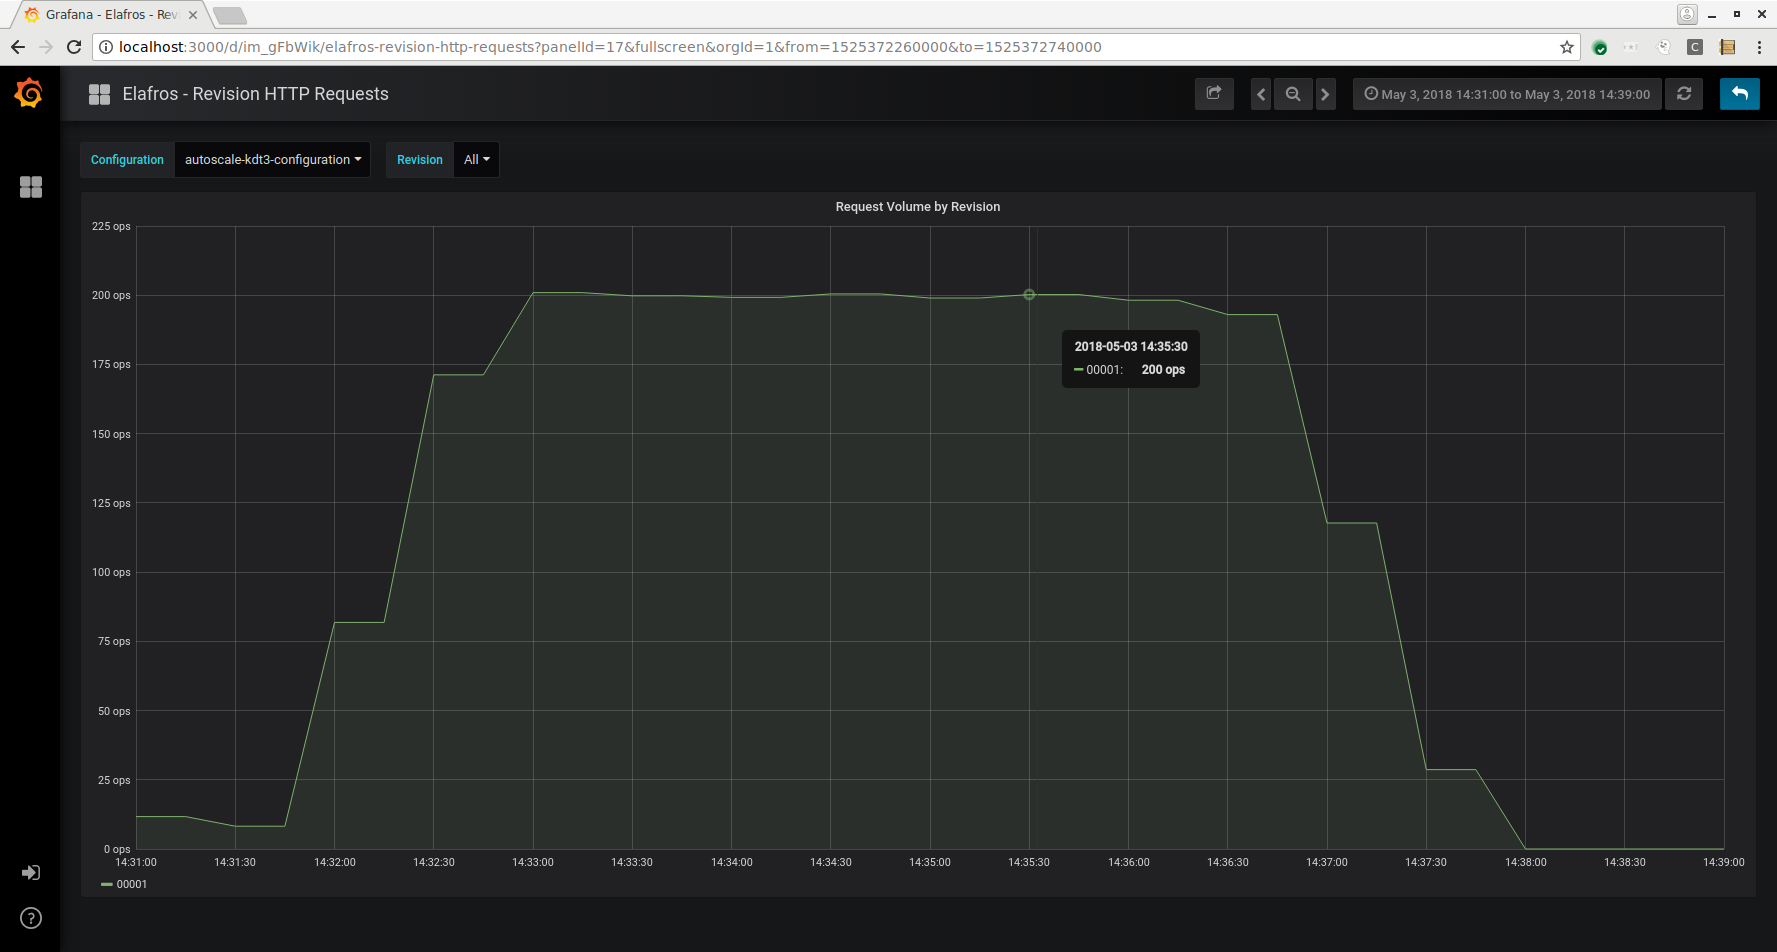 Grafana - Elafros - Rev
localhost:3000/d/im_gFbWik/elafros-revision-http-requests?panelId=17&fullscreen&orgId=1&from=1525372260000&to=1525372740000
C
Elafros - Revision HTTP Requests
May 3, 2018 14:31:00 to May 3, 2018 14:39:00
Configuration autoscale-kdt3-configuration Revision All
Request Volume by Revision
225 ops
200 ops
175 ops
150 ops
125 ops
100 ops
75 ops
50 ops
25 ops
0 ops
2018-05-03 14:35:30
00001: 200 ops
14:31:00 14:31:30 14:32:00 14:32:30 14:33:00 14:33:30 14:34:00 14:34:30 14:35:00 14:35:30 14:36:00 14:36:30 14:37:00 14:37:30 14:38:00 14:38:30 14:39:00
00001